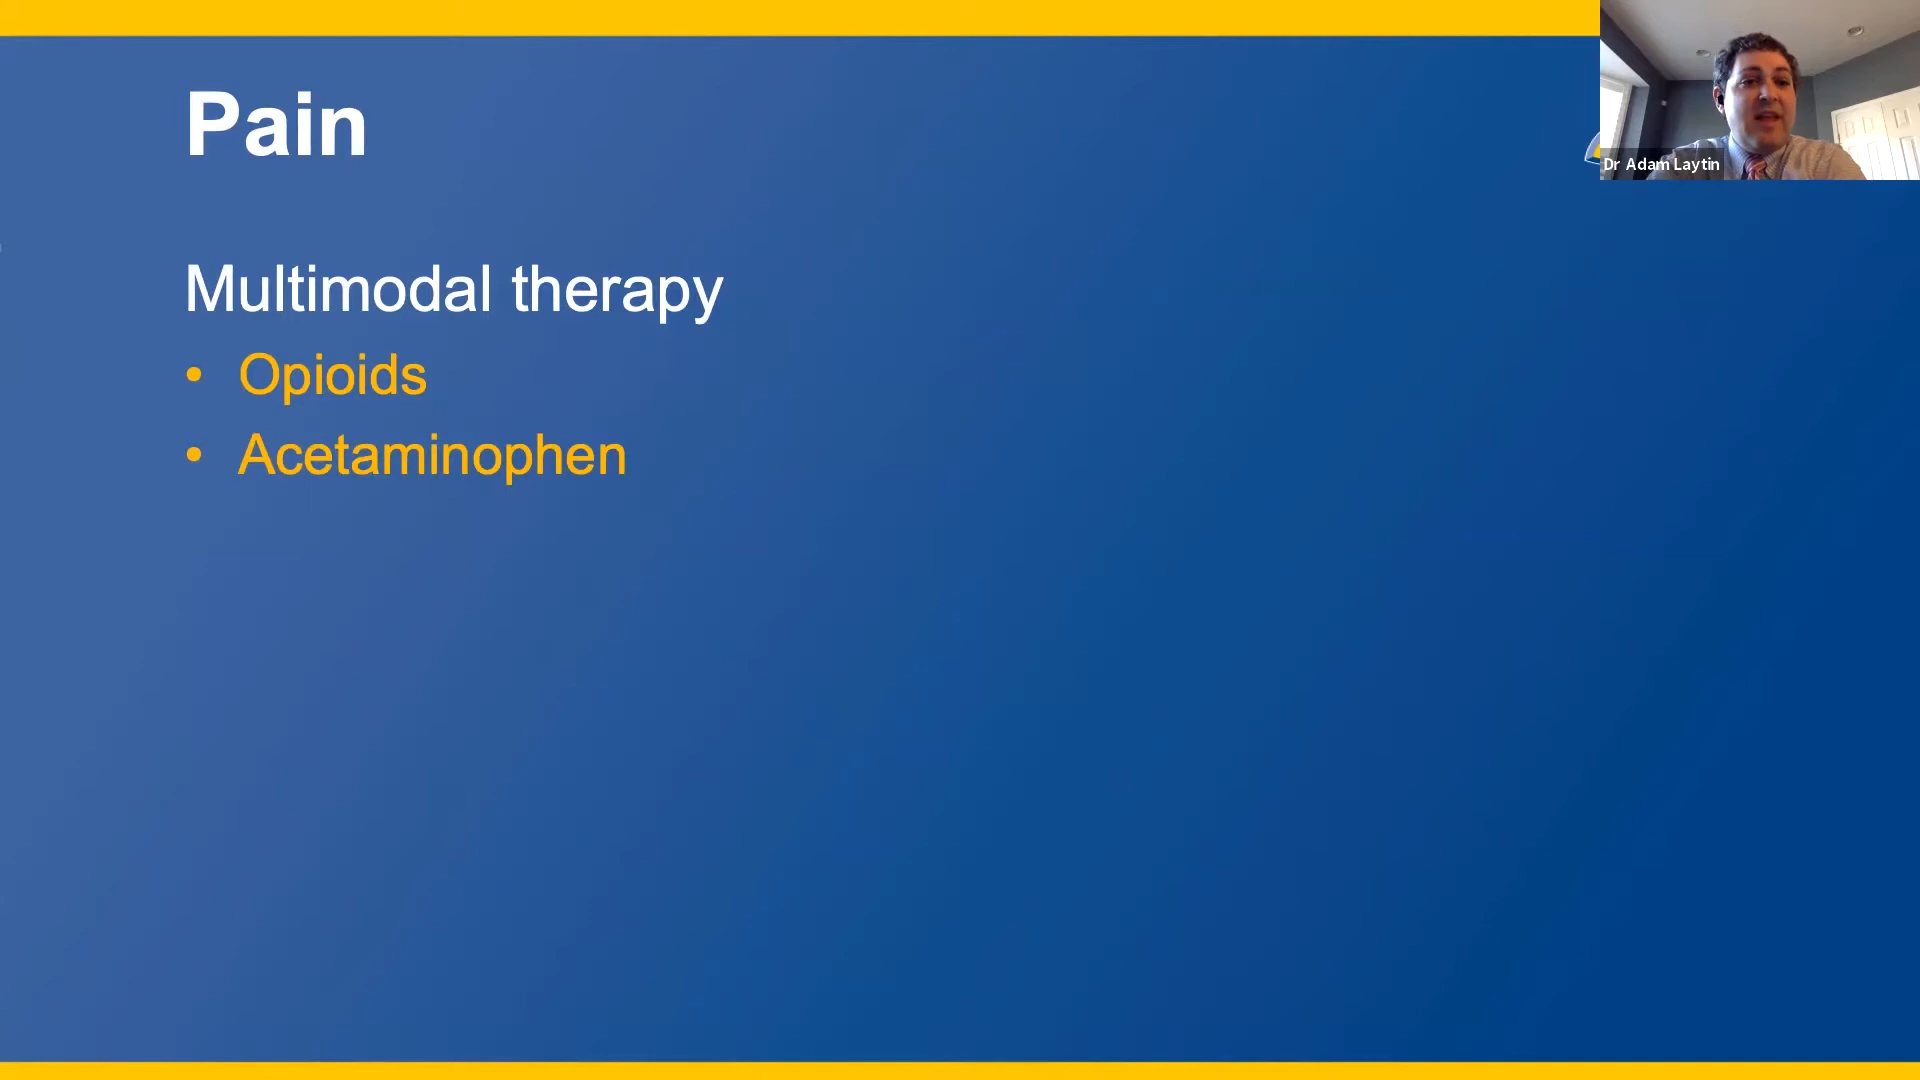 Pain
Dr Adam Laytin
Multimodal therapy
• Opioids
• Acetaminophen